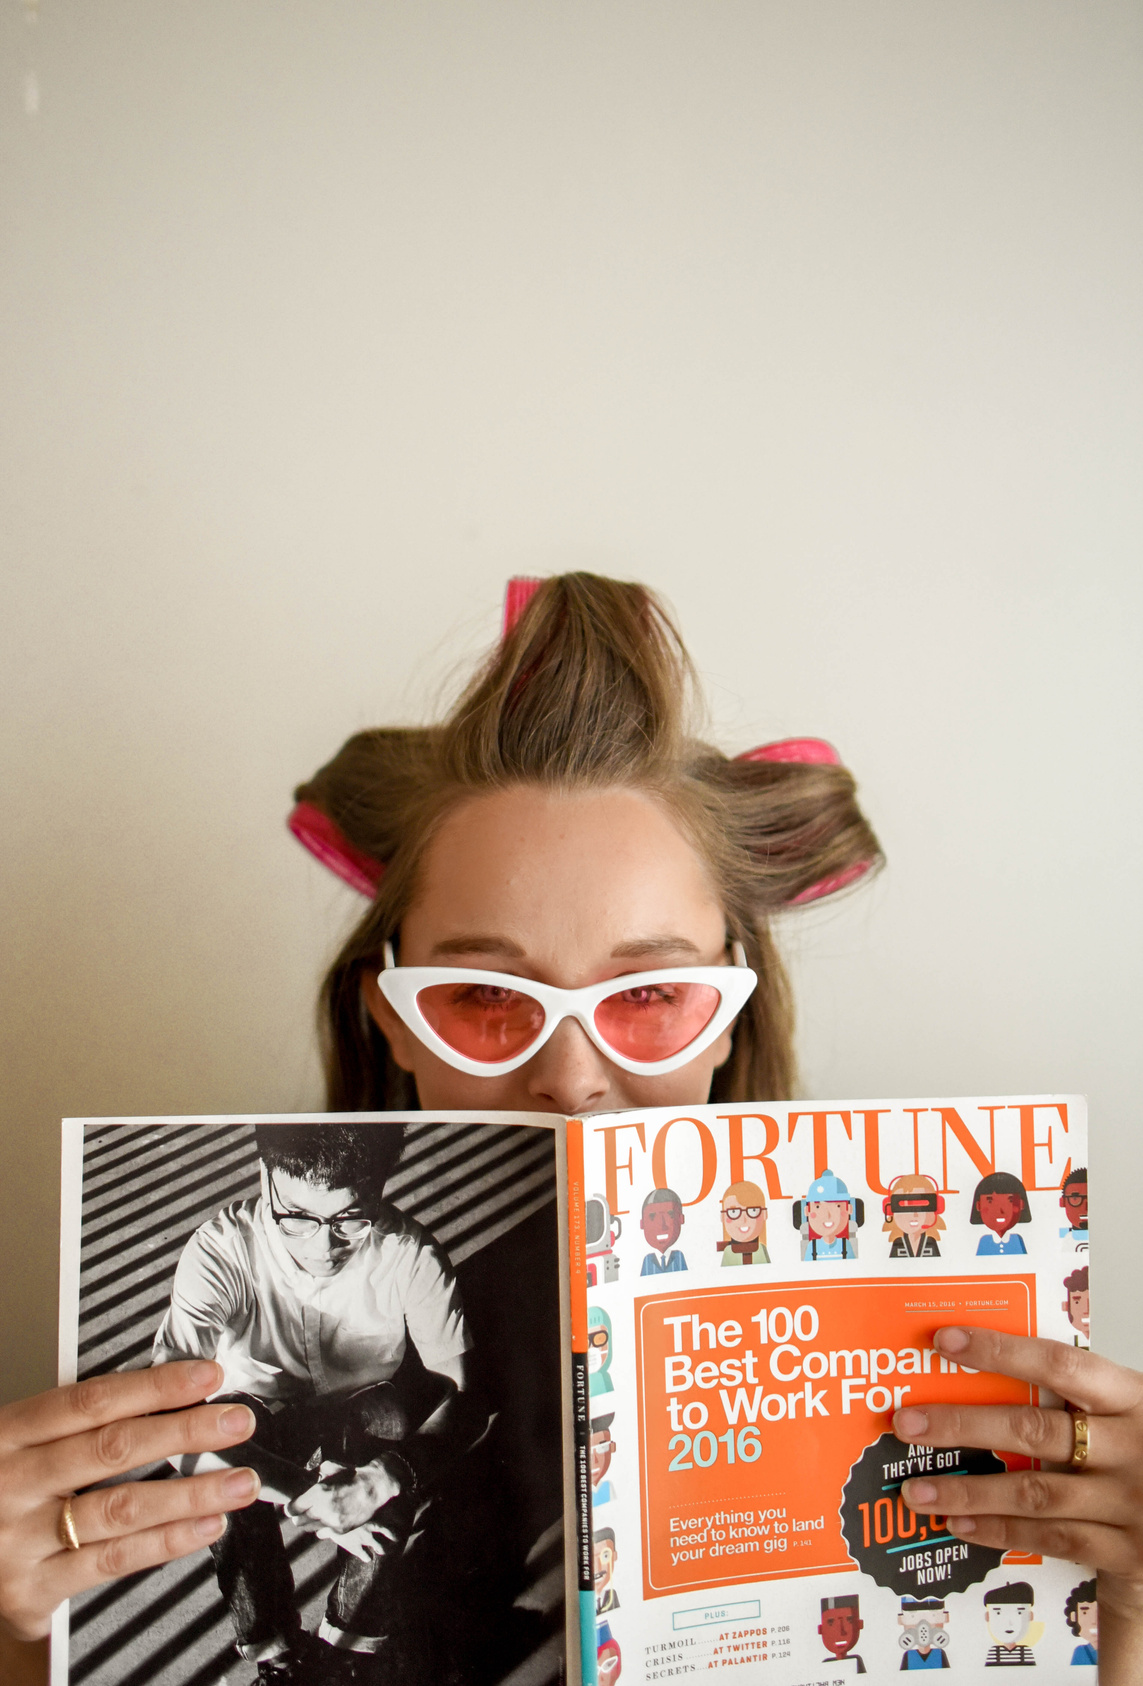 FORTUNE
MARCH 15, 2016 • FORTUNE.COM
The 100
Best Compani
to Work For
2016
Everything you
need to know to land
your dream gig P. 141
AND
THEY'VE GOT
100,
JOBS OPEN
NOW!
PLUS:
TURMOIL ...... AT ZAPPOS P. 206
CRISIS ...... AT TWITTER P. 116
SECRETS ...... AT PALANTIR P. 124
FORTUNE | THE 100 BEST COMPANIES TO WORK FOR